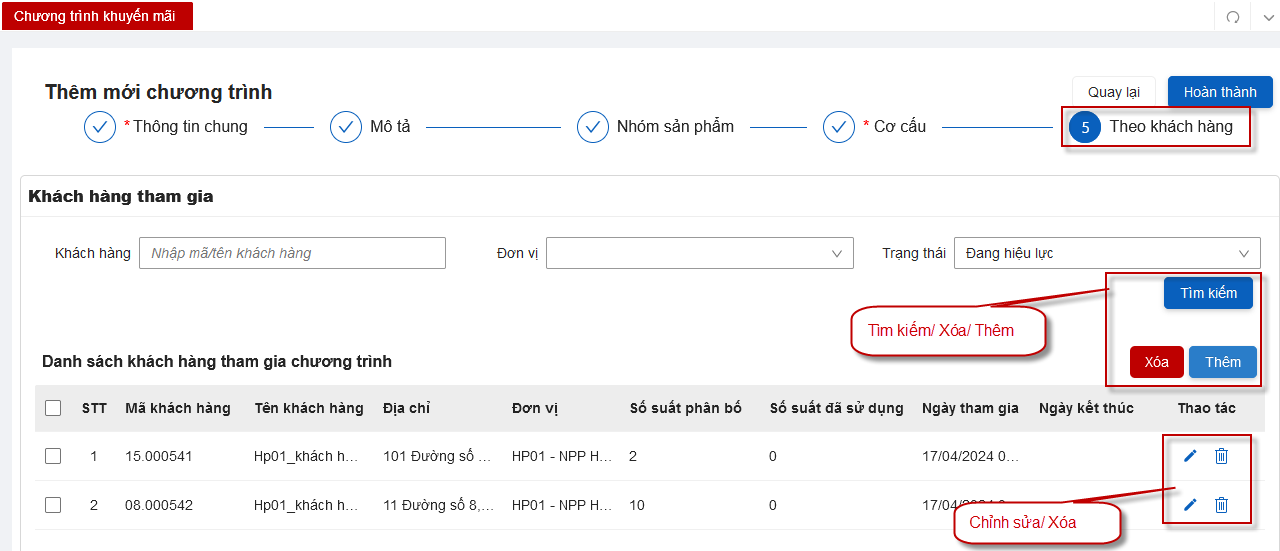 Chương trình khuyến mãi
Thêm mới chương trình
Quay lại
Hoàn thành
* Thông tin chung
Mô tả
Nhóm sản phẩm
* Cơ cấu
5 Theo khách hàng
Khách hàng tham gia
Khách hàng Nhập mã/tên khách hàng Đơn vị Trạng thái Đang hiệu lực
Tìm kiếm
Tìm kiếm/ Xóa/ Thêm
Danh sách khách hàng tham gia chương trình
Xóa Thêm
STT Mã khách hàng Tên khách hàng Địa chỉ Đơn vị Số suất phân bố Số suất đã sử dụng Ngày tham gia Ngày kết thúc Thao tác
1 15.000541 Hp01_khách h... 101 Đường số ... HP01 - NPP H... 2 0 17/04/2024 0...
2 08.000542 Hp01_khách h... 11 Đường số 8,... HP01 - NPP H... 10 0 17/04/2024 0...
Chỉnh sửa/ Xóa